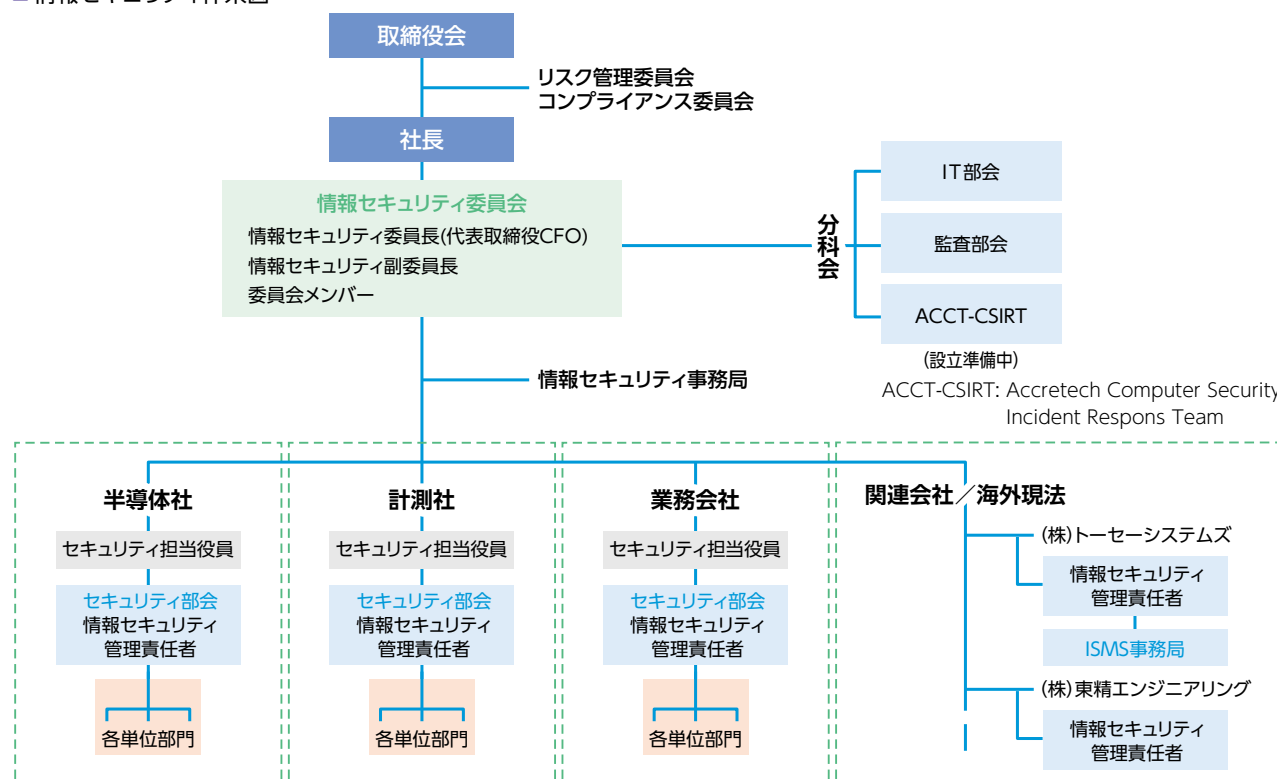 情報セキュリティ体系図
取締役会
リスク管理委員会
コンプライアンス委員会
社長
情報セキュリティ委員会
情報セキュリティ委員長(代表取締役CFO)
情報セキュリティ副委員長
委員会メンバー
分科会
IT部会
監査部会
ACCT-CSIRT
(設立準備中)
ACCT-CSIRT: Accretech Computer Security
Incident Respons Team
情報セキュリティ事務局
半導体社
セキュリティ担当役員
セキュリティ部会
情報セキュリティ
管理責任者
各単位部門
計測社
セキュリティ担当役員
セキュリティ部会
情報セキュリティ
管理責任者
各単位部門
業務会社
セキュリティ担当役員
セキュリティ部会
情報セキュリティ
管理責任者
各単位部門
関連会社／海外現法
(株)トーセーシステムズ
情報セキュリティ
管理責任者
ISMS事務局
(株)東精エンジニアリング
情報セキュリティ
管理責任者